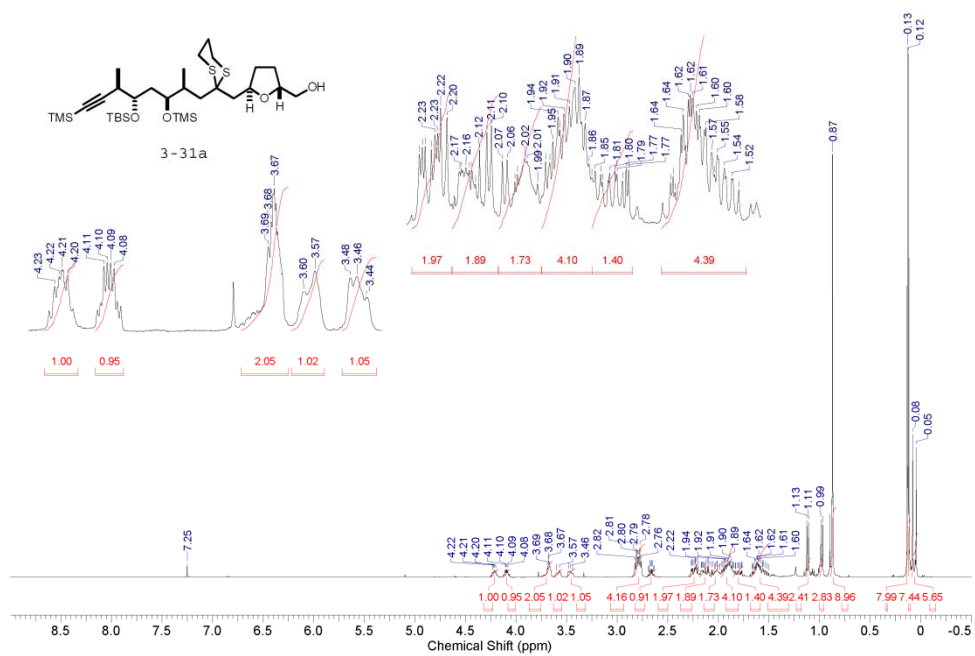 0.13
0.12
TMS
TBSO
OTMS
S
S
O
H
H
OH
3-31a
2.23 2.23 2.22 2.20 2.17 2.16 2.12 2.11 2.10 2.07 2.06 2.02 2.01 1.99 1.95 1.94 1.92 1.91 1.90 1.89 1.87 1.86 1.85 1.81 1.80 1.79 1.77 1.77
1.64 1.64 1.62 1.62 1.61 1.60 1.60 1.58 1.57 1.55 1.54 1.52
1.97 1.89 1.73 4.10 1.40 4.39
4.23 4.22 4.21 4.20 4.11 4.10 4.09 4.08 3.69 3.68 3.67 3.60 3.57 3.48 3.46 3.44
1.00 0.95 2.05 1.02 1.05
0.87
0.08
0.05
7.25
4.22 4.21 4.20 4.11 4.10 4.09 4.08 3.69 3.68 3.67 3.57 3.46 2.82 2.81 2.80 2.79 2.78 2.76 2.22 1.94 1.92 1.91 1.90 1.89 1.64 1.62 1.62 1.61 1.60 1.13 1.11 0.99
1.00 0.95 2.05 1.02 1.05 4.16 0.91 1.97 1.89 1.73 4.10 1.40 4.39 2.41 2.83 8.96 7.99 7.44 5.65
8.5 8.0 7.5 7.0 6.5 6.0 5.5 5.0 4.5 4.0 3.5 3.0 2.5 2.0 1.5 1.0 0.5 0 -0.5
Chemical Shift (ppm)